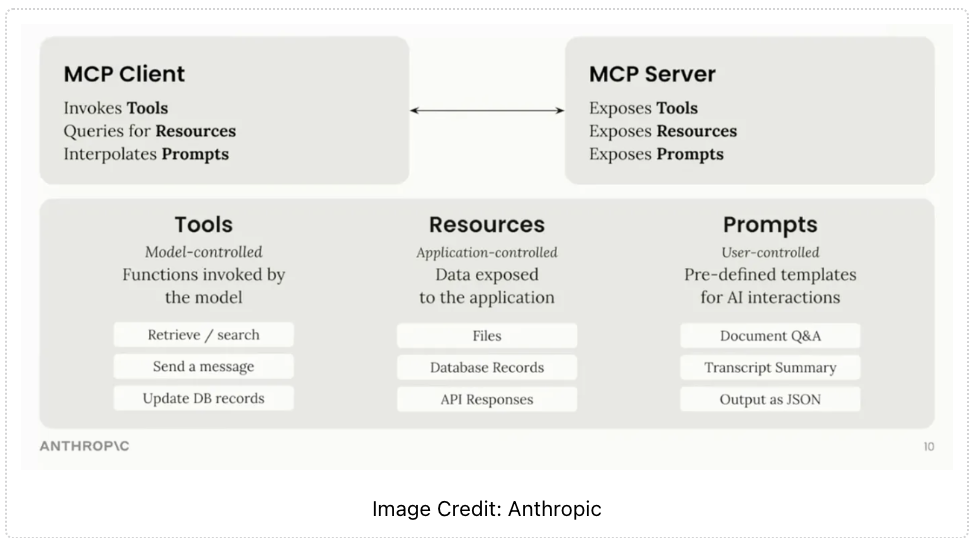 MCP Client
Invokes Tools
Queries for Resources
Interpolates Prompts
MCP Server
Exposes Tools
Exposes Resources
Exposes Prompts
Tools
Model-controlled
Functions invoked by
the model
Retrieve / search
Send a message
Update DB records
Resources
Application-controlled
Data exposed
to the application
Files
Database Records
API Responses
Prompts
User-controlled
Pre-defined templates
for AI interactions
Document Q&A
Transcript Summary
Output as JSON
ANTHROP\C
10
Image Credit: Anthropic